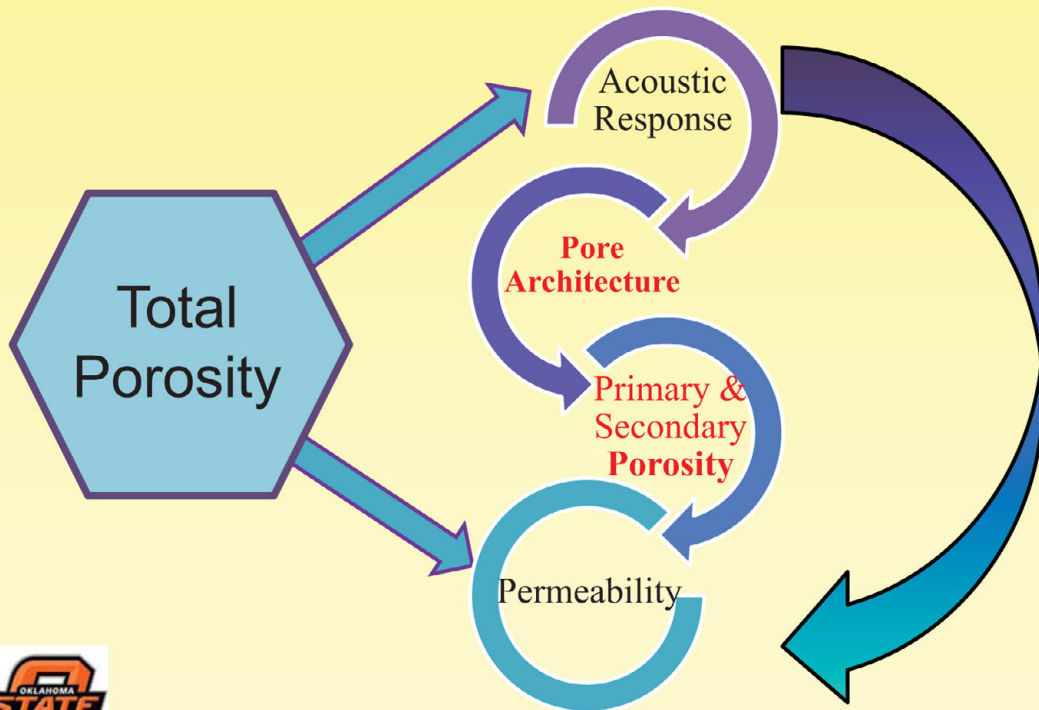 Total
Porosity
Acoustic
Response
Pore
Architecture
Primary &
Secondary
Porosity
Permeability
OKLAHOMA
STATE